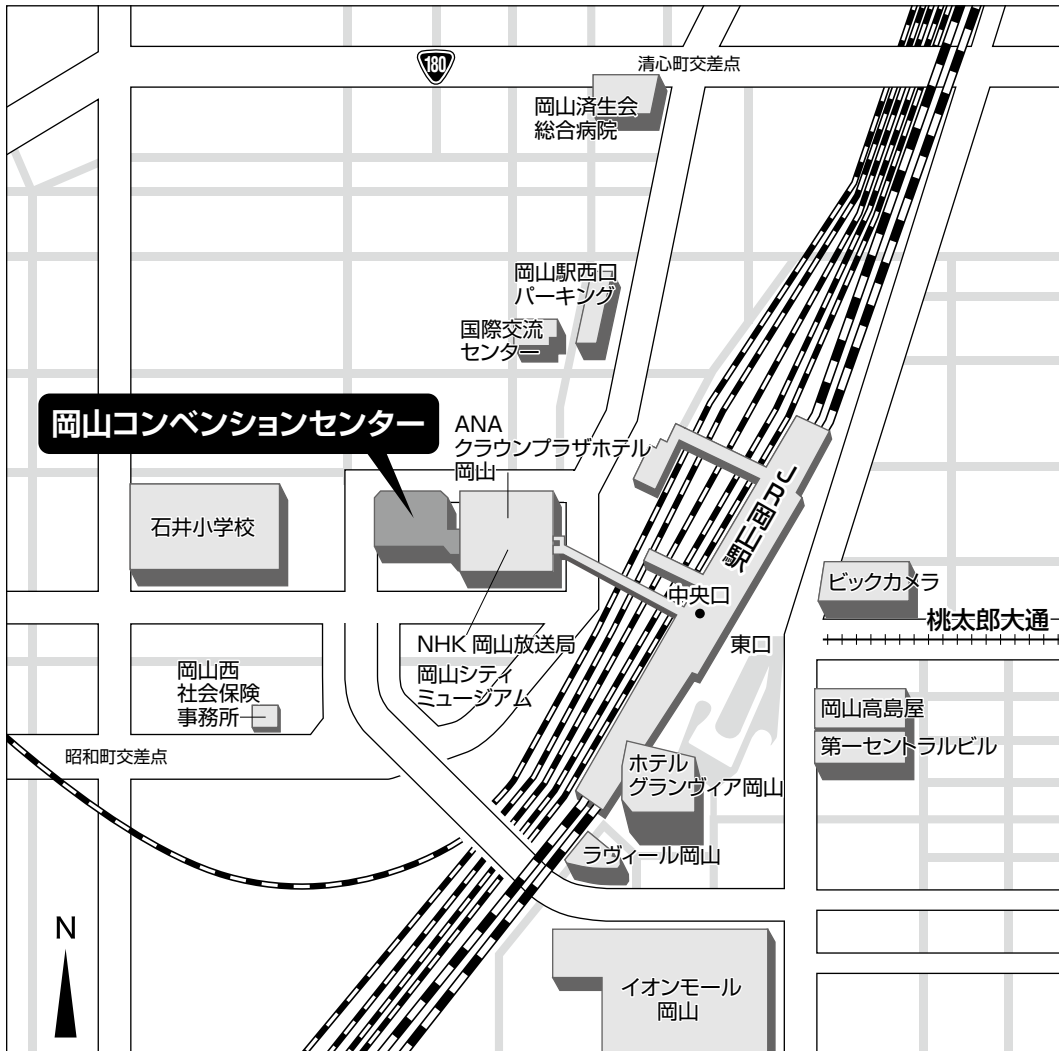 180
清心町交差点
岡山済生会
総合病院
岡山駅西口
パーキング
国際交流
センター
岡山コンベンションセンター
ANA
クラウンプラザホテル
岡山
JR岡山駅
石井小学校
ビックカメラ
中央口
桃太郎大通
NHK 岡山放送局
東口
岡山シティ
ミュージアム
岡山西
社会保険
事務所
岡山高島屋
第一セントラルビル
昭和町交差点
ホテル
グランヴィア岡山
ラヴィール岡山
N
イオンモール
岡山